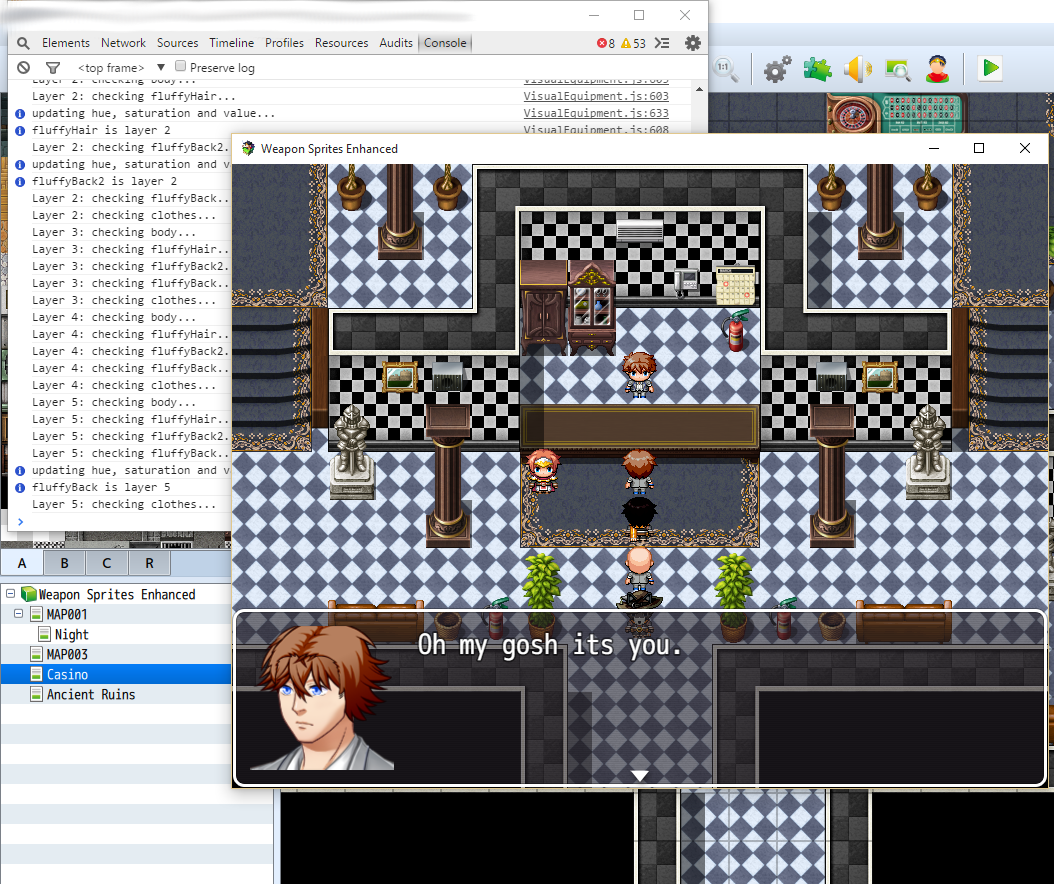 Elements Network Sources Timeline Profiles Resources Audits Console 8 53
<top frame> Preserve log
Layer 2: checking body... VisualEquipment.js:603
Layer 2: checking fluffyHair... VisualEquipment.js:603
updating hue, saturation and value... VisualEquipment.js:633
fluffyHair is layer 2 VisualEquipment.js:608
Layer 2: checking fluffyBack2.
updating hue, saturation and v
fluffyBack2 is layer 2
Layer 2: checking fluffyBack..
Layer 2: checking clothes...
Layer 3: checking body...
Layer 3: checking fluffyHair..
Layer 3: checking fluffyBack2.
Layer 3: checking fluffyBack..
Layer 3: checking clothes...
Layer 4: checking body...
Layer 4: checking fluffyHair..
Layer 4: checking fluffyBack2.
Layer 4: checking fluffyBack..
Layer 4: checking clothes...
Layer 5: checking body...
Layer 5: checking fluffyHair..
Layer 5: checking fluffyBack2.
Layer 5: checking fluffyBack..
updating hue, saturation and v
fluffyBack is layer 5
Layer 5: checking clothes...
1:1
Weapon Sprites Enhanced
MARCH
Oh my gosh its you.
A B C R
Weapon Sprites Enhanced
MAP001
Night
MAP003
Casino
Ancient Ruins